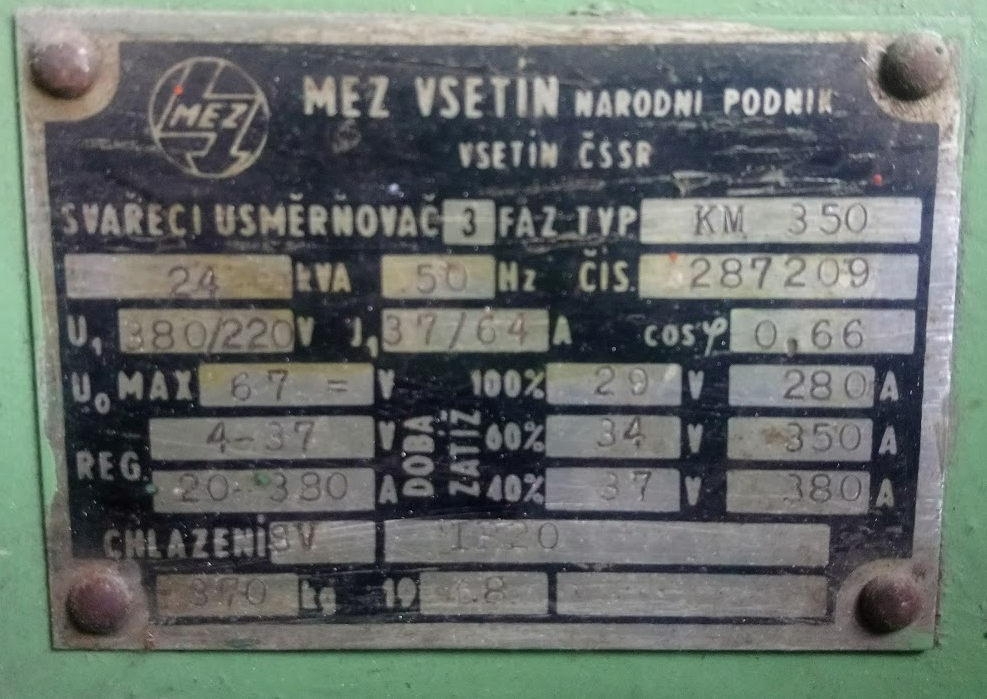 MEZ
MEZ VSETÍN NÁRODNÍ PODNIK
VSETÍN ČSSR
SVAŘECÍ USMĚRŇOVAČ 3 FÁZ TYP KM 350
24 kVA 50 Hz ČÍS. 287209
U₁ 380/220 V J₁ 37/64 A cosφ. 0,66
U₀ MAX 67 = V 100% 29 V 280 A
REG. 4-37 V DOBA ZATÍŽ 60% 34 V 350 A
20-380 A 40% 37 V 380 A
CHLAZENÍ SV IP20
370 kg 19 68